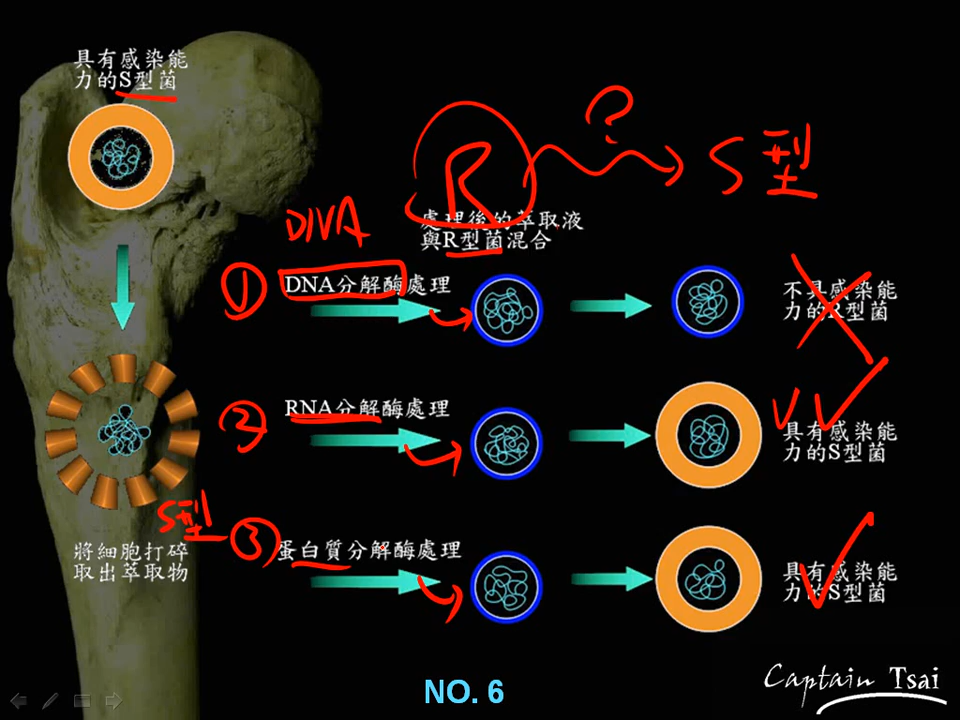 具有感染能
力的S型菌
R
?
S型
DNA
處理後的萃取液
與R型菌混合
①
DNA分解酶處理
不具感染能
力的R型菌
②
RNA分解酶處理
具有感染能
力的S型菌
S型
③
蛋白質分解酶處理
將細胞打碎
取出萃取物
具有感染能
力的S型菌
NO. 6
Captain Tsai